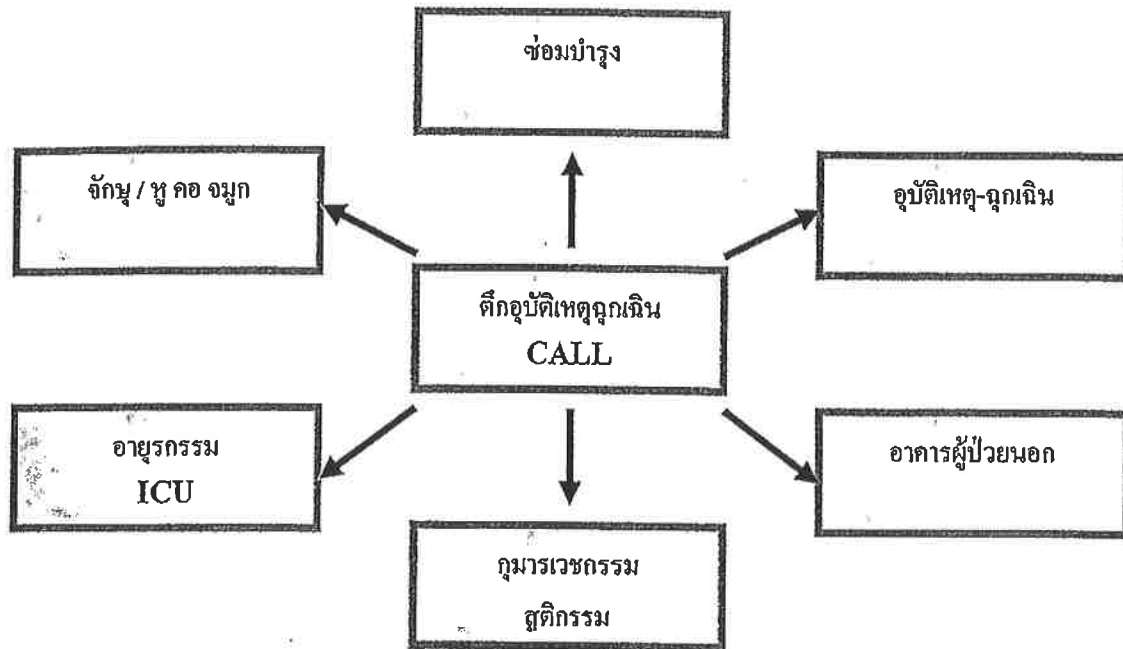 ซ่อมบำรุง
จักษุ / หู คอ จมูก
อุบัติเหตุ-ฉุกเฉิน
ตึกอุบัติเหตุฉุกเฉิน
CALL
อายุรกรรม
ICU
อาคารผู้ป่วยนอก
กุมารเวชกรรม
สูติกรรม